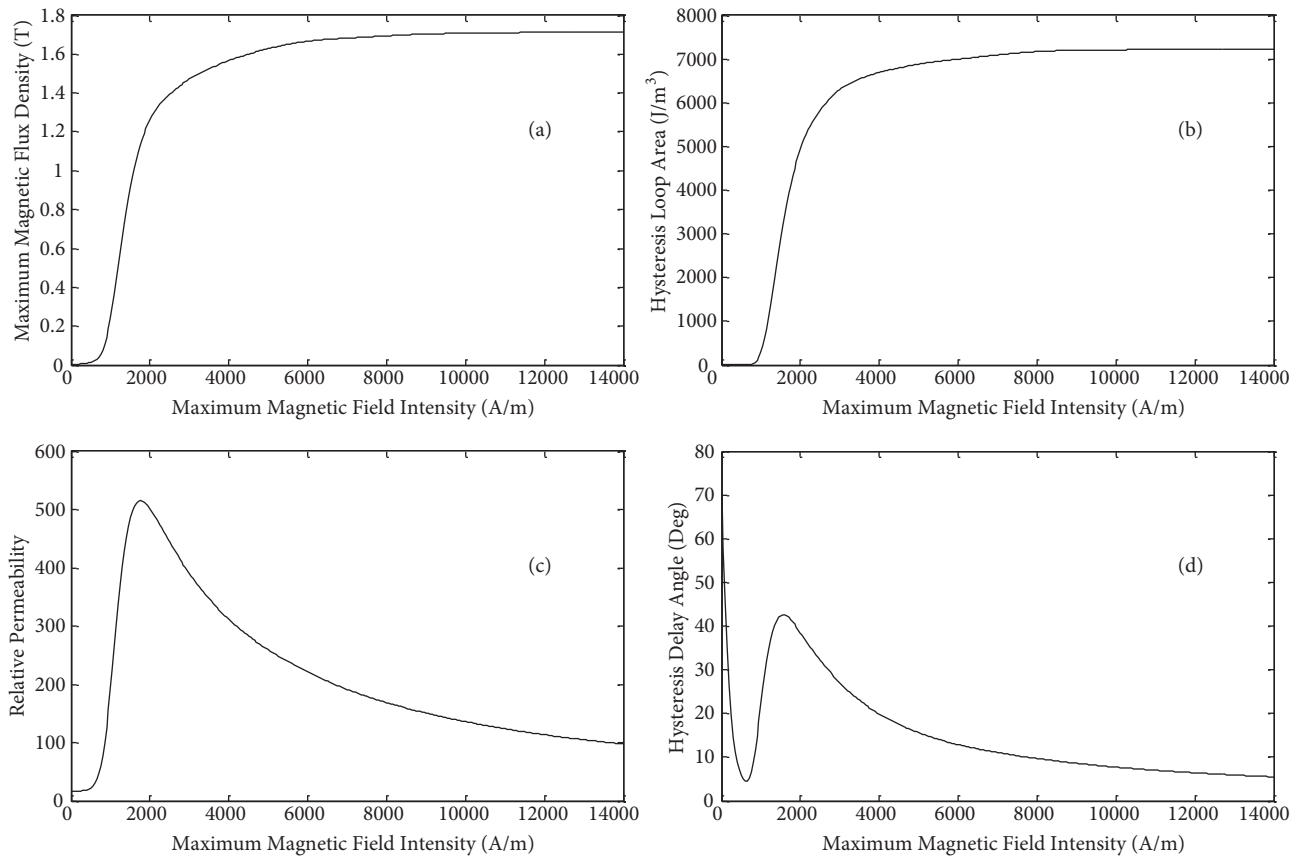 Maximum Magnetic Flux Density (T)
1.8
1.6
1.4
1.2
1
0.8
0.6
0.4
0.2
0
(a)
0 2000 4000 6000 8000 10000 12000 14000
Maximum Magnetic Field Intensity (A/m)
Hysteresis Loop Area (J/m³)
8000
7000
6000
5000
4000
3000
2000
1000
0
(b)
0 2000 4000 6000 8000 10000 12000 14000
Maximum Magnetic Field Intensity (A/m)
Relative Permeability
600
500
400
300
200
100
0
(c)
0 2000 4000 6000 8000 10000 12000 14000
Maximum Magnetic Field Intensity (A/m)
Hysteresis Delay Angle (Deg)
80
70
60
50
40
30
20
10
0
(d)
0 2000 4000 6000 8000 10000 12000 14000
Maximum Magnetic Field Intensity (A/m)